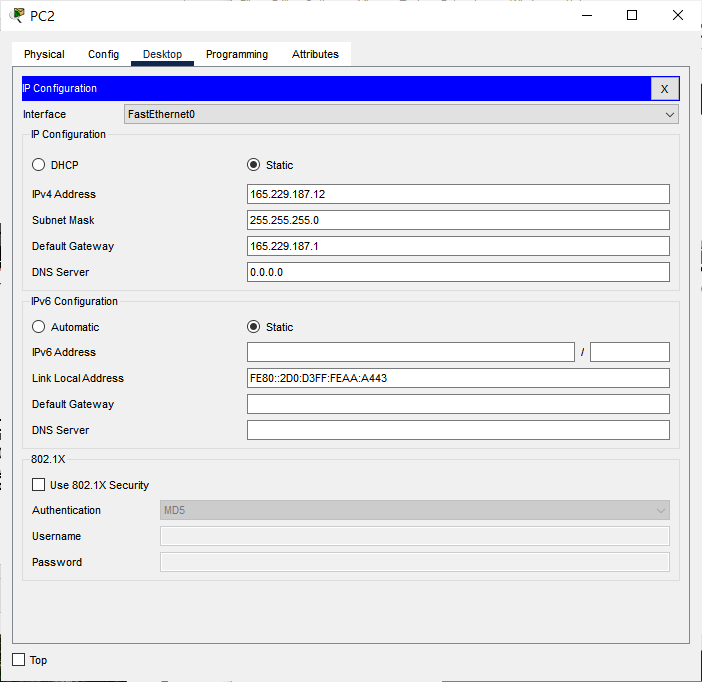 PC2
Physical Config Desktop Programming Attributes
IP Configuration X
Interface FastEthernet0
IP Configuration
DHCP Static
IPv4 Address 165.229.187.12
Subnet Mask 255.255.255.0
Default Gateway 165.229.187.1
DNS Server 0.0.0.0
IPv6 Configuration
Automatic Static
IPv6 Address /
Link Local Address FE80::2D0:D3FF:FEAA:A443
Default Gateway
DNS Server
802.1X
Use 802.1X Security
Authentication MD5
Username
Password
Top